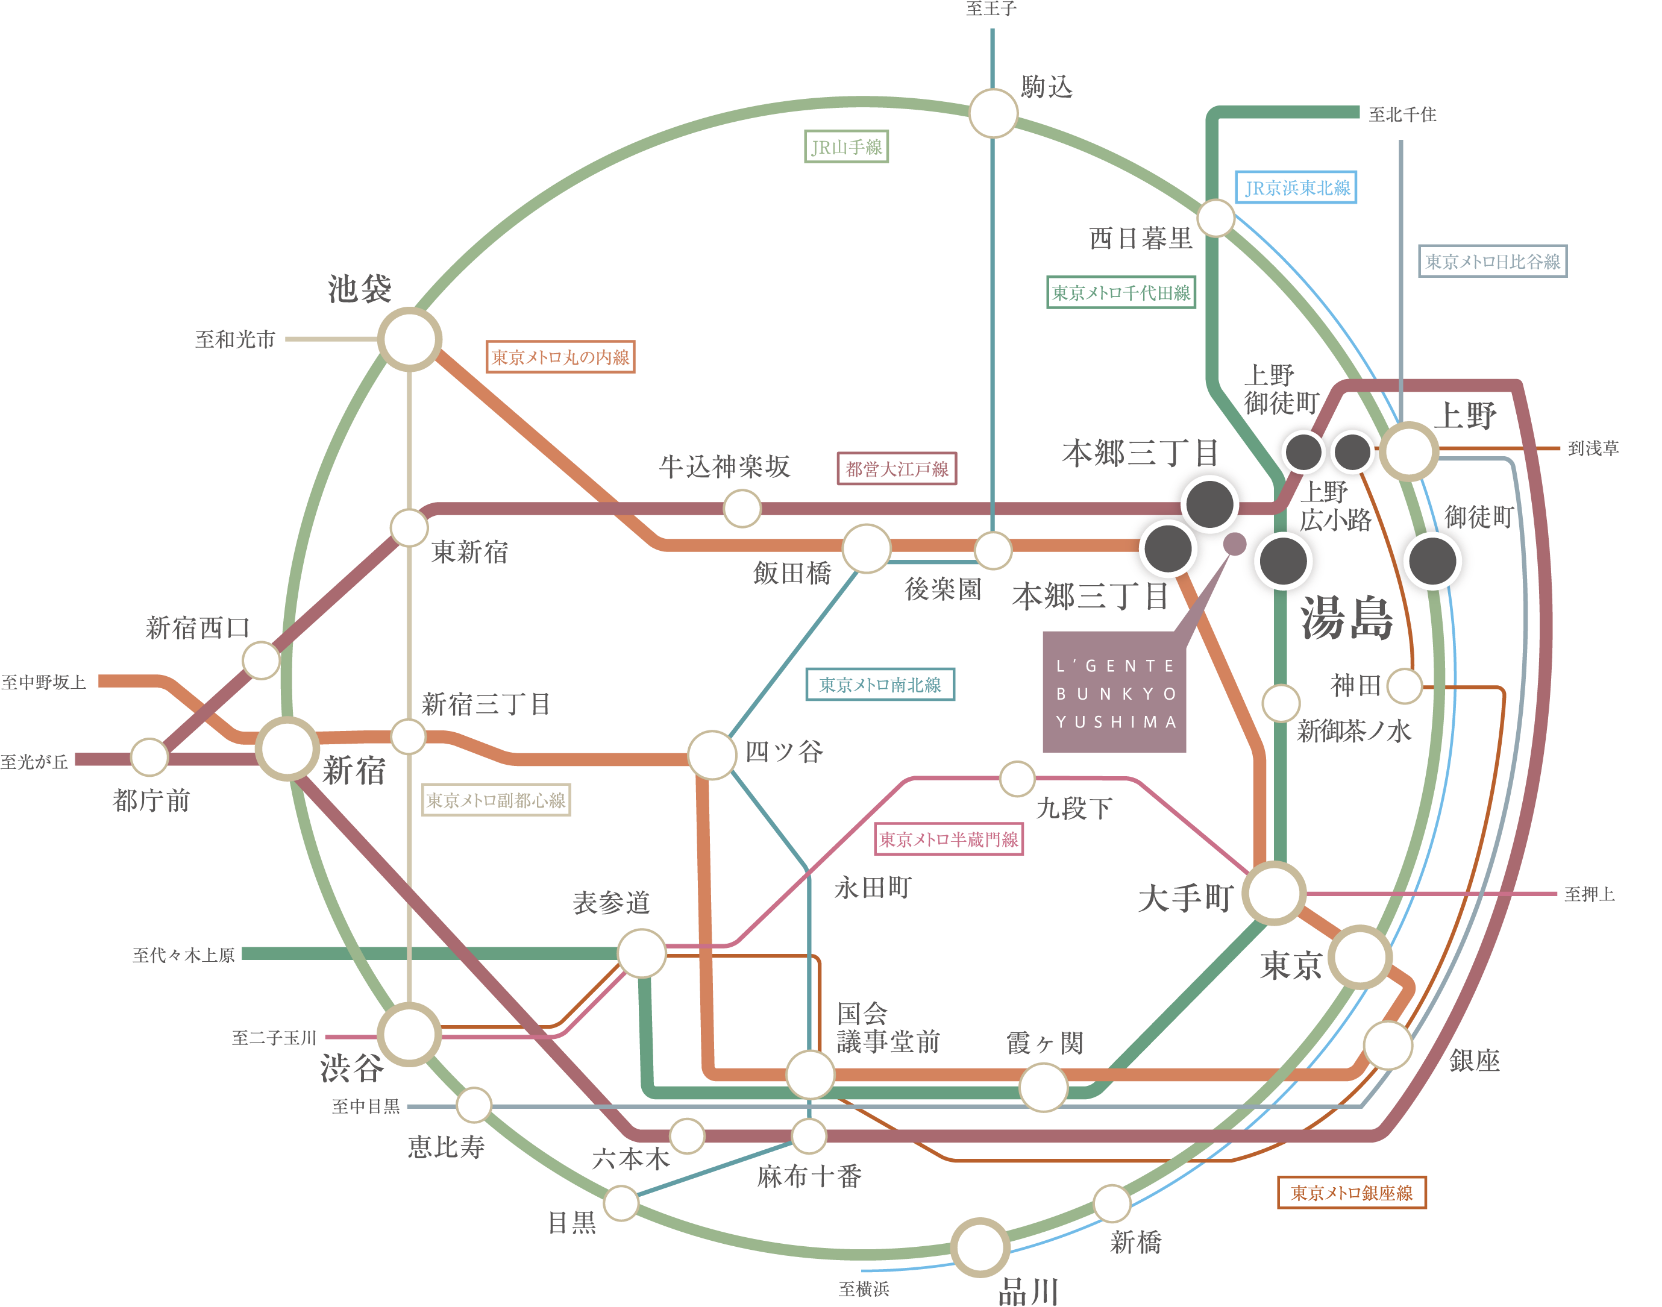 至王子
駒込
至北千住
JR山手線
JR京浜東北線
西日暮里
東京メトロ日比谷線
池袋
東京メトロ千代田線
至和光市
東京メトロ丸の内線
上野
御徒町
上野
本郷三丁目
到浅草
牛込神楽坂
都営大江戸線
上野
広小路
御徒町
東新宿
飯田橋
後楽園
本郷三丁目
湯島
新宿西口
L'GENTE
BUNKYO
YUSHIMA
至中野坂上
東京メトロ南北線
神田
新宿三丁目
新御茶ノ水
四ツ谷
至光が丘
新宿
都庁前
東京メトロ副都心線
九段下
東京メトロ半蔵門線
永田町
大手町
至押上
表参道
至代々木上原
東京
国会
議事堂前
霞ヶ関
至二子玉川
渋谷
銀座
至中目黒
恵比寿
六本木
麻布十番
東京メトロ銀座線
目黒
新橋
至横浜
品川